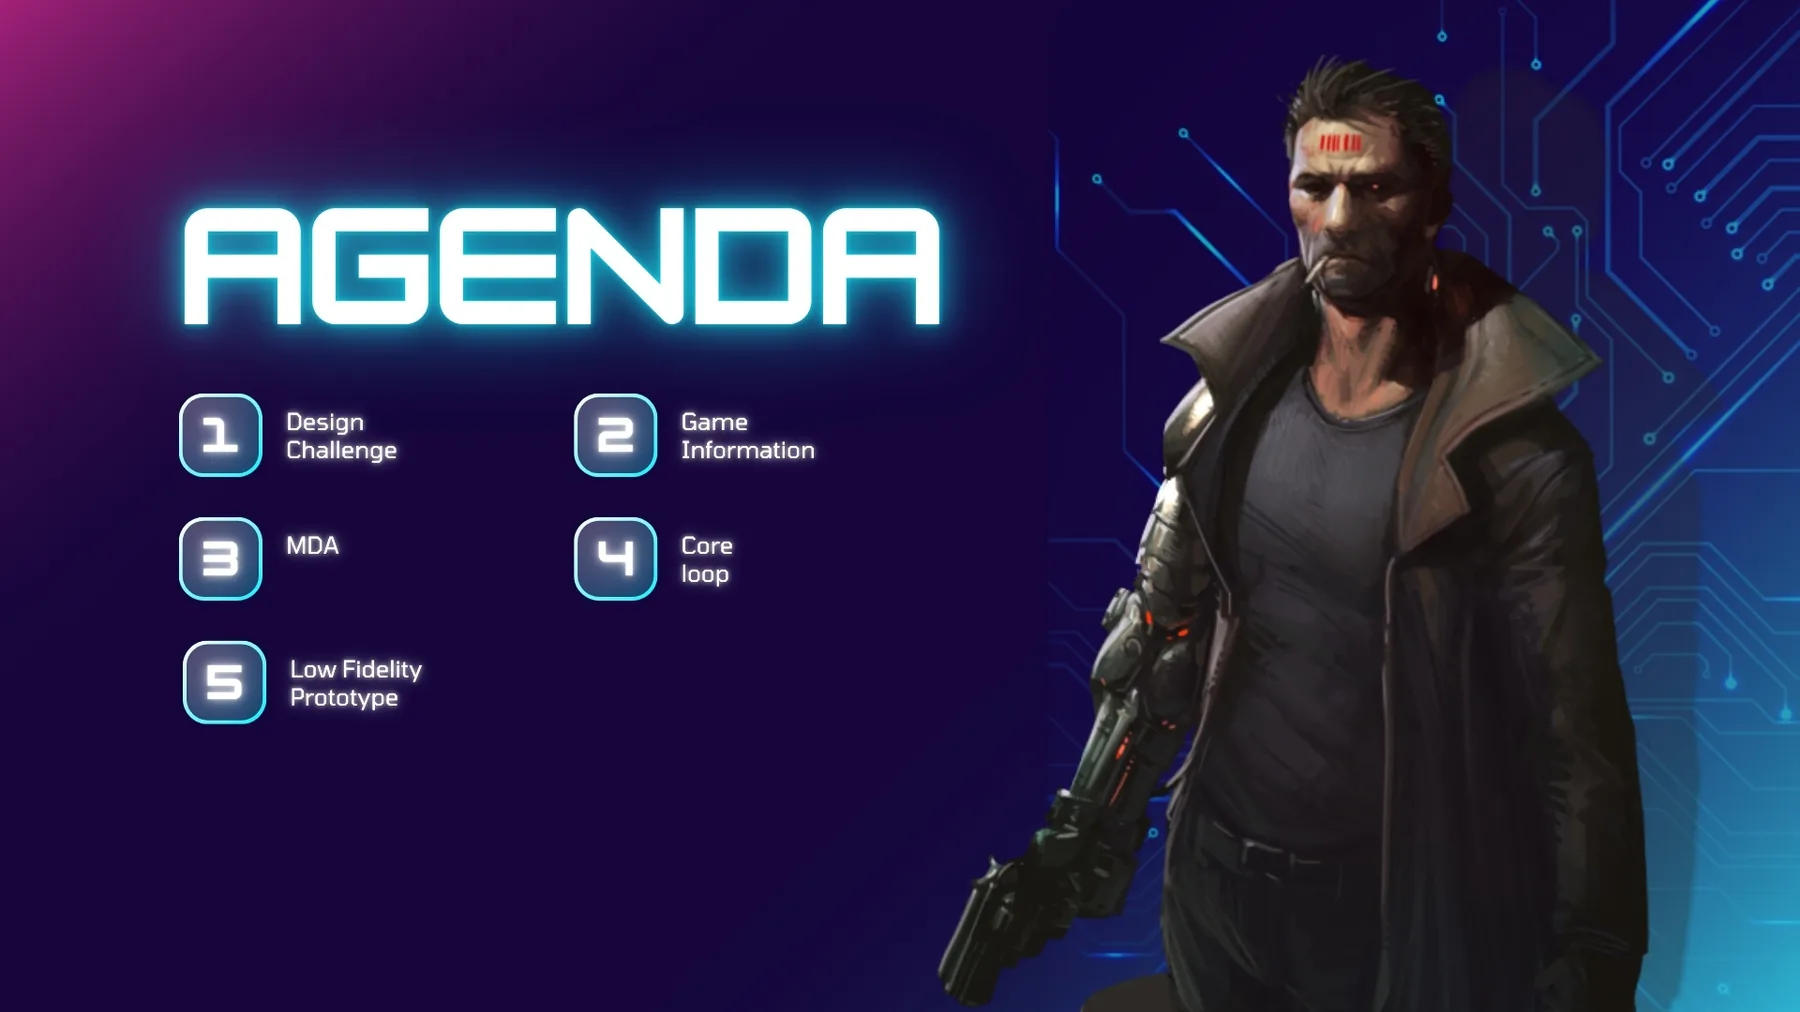 AGENDA
1
Design
Challenge
2
Game
Information
3
MDA
4
Core
loop
5
Low Fidelity
Prototype